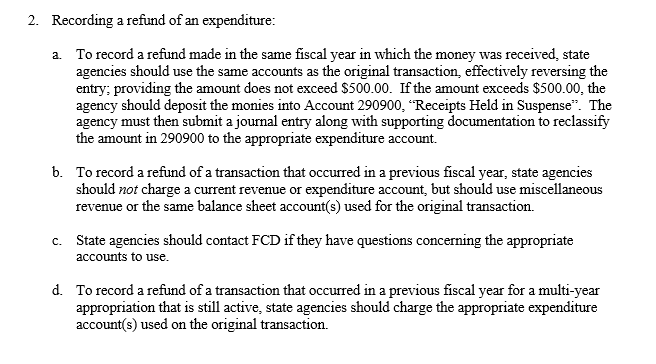 2. Recording a refund of an expenditure:
a. To record a refund made in the same fiscal year in which the money was received, state
agencies should use the same accounts as the original transaction, effectively reversing the
entry; providing the amount does not exceed $500.00. If the amount exceeds $500.00, the
agency should deposit the monies into Account 290900, “Receipts Held in Suspense”. The
agency must then submit a journal entry along with supporting documentation to reclassify
the amount in 290900 to the appropriate expenditure account.
b. To record a refund of a transaction that occurred in a previous fiscal year, state agencies
should not charge a current revenue or expenditure account, but should use miscellaneous
revenue or the same balance sheet account(s) used for the original transaction.
c. State agencies should contact FCD if they have questions concerning the appropriate
accounts to use.
d. To record a refund of a transaction that occurred in a previous fiscal year for a multi-year
appropriation that is still active, state agencies should charge the appropriate expenditure
account(s) used on the original transaction.